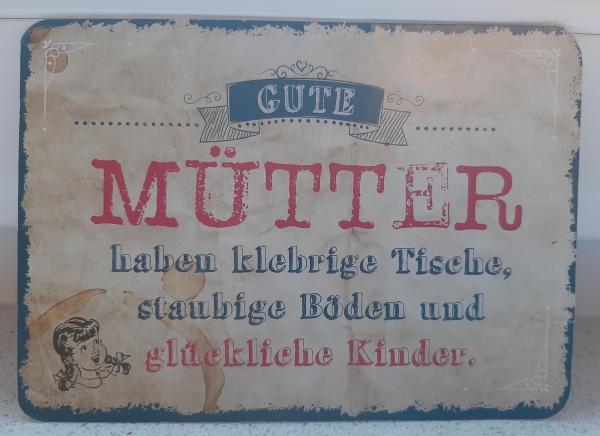 GUTE
MÜTTER
haben klebrige Tische,
staubige Böden und
glückliche Kinder.